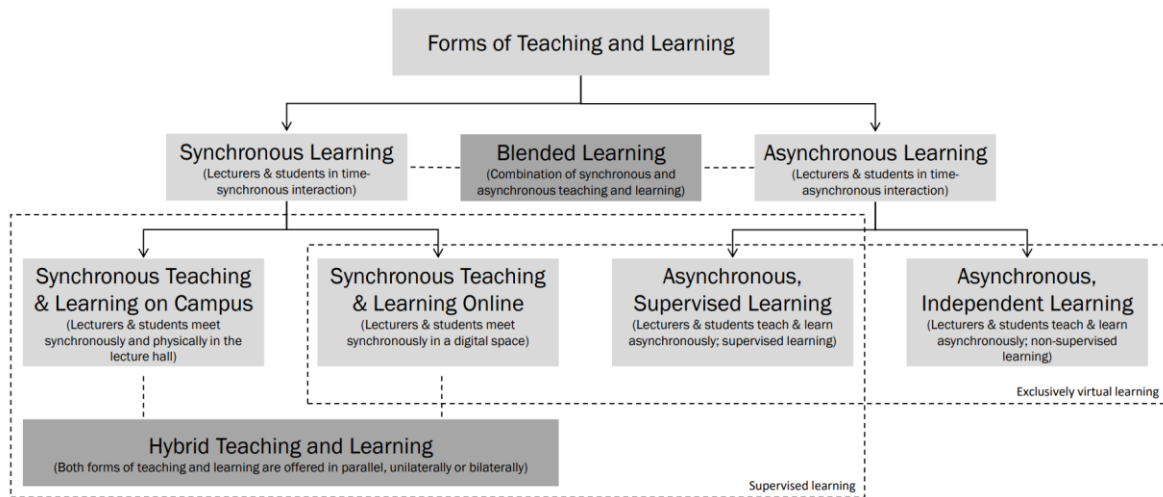 Forms of Teaching and Learning
Synchronous Learning
(Lecturers & students in time-
synchronous interaction)
Blended Learning
(Combination of synchronous and
asynchronous teaching and learning)
Asynchronous Learning
(Lecturers & students in time-
asynchronous interaction)
Synchronous Teaching
& Learning on Campus
(Lecturers & students meet
synchronously and physically in the
lecture hall)
Synchronous Teaching
& Learning Online
(Lecturers & students meet
synchronously in a digital space)
Asynchronous,
Supervised Learning
(Lecturers & students teach & learn
asynchronously; supervised learning)
Asynchronous,
Independent Learning
(Lecturers & students teach & learn
asynchronously; non-supervised
learning)
Exclusively virtual learning
Hybrid Teaching and Learning
(Both forms of teaching and learning are offered in parallel, unilaterally or bilaterally)
Supervised learning